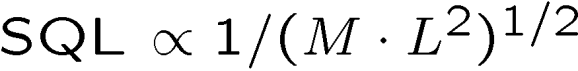 SQL ∝ 1/(M · L²)¹/²